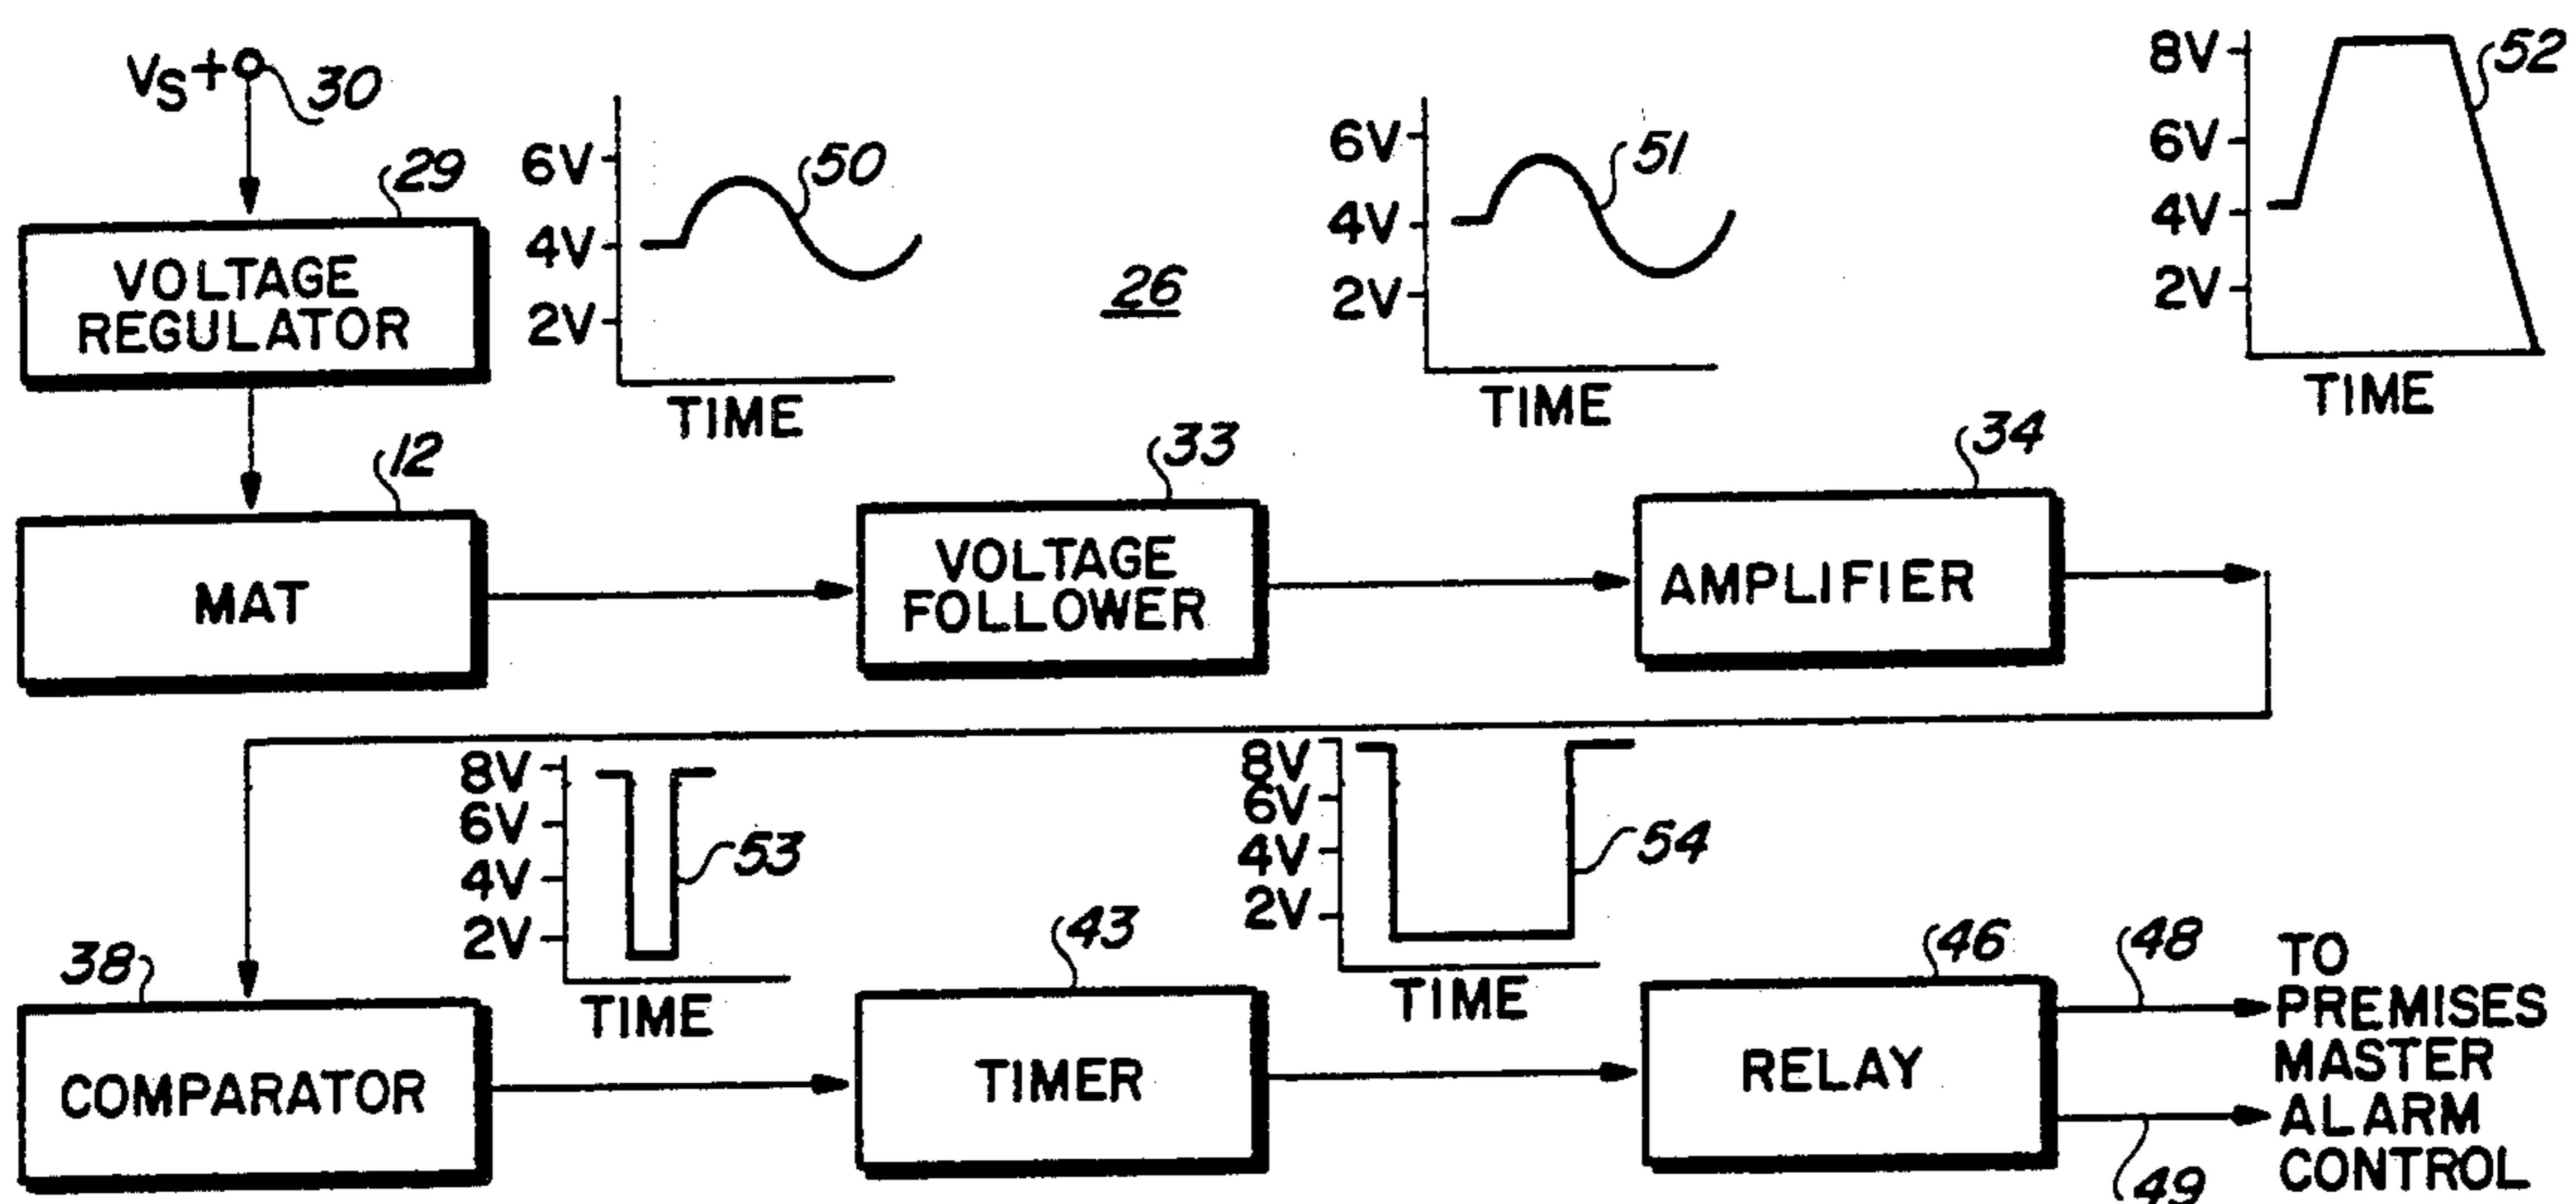 Vs+ 30
29
VOLTAGE
REGULATOR
6V
4V
2V
50
TIME
26
6V
4V
2V
51
TIME
8V
6V
4V
2V
52
TIME
12
MAT
33
VOLTAGE
FOLLOWER
34
AMPLIFIER
8V
6V
4V
2V
53
TIME
8V
6V
4V
2V
54
TIME
38
COMPARATOR
43
TIMER
46
RELAY
48
49
TO
PREMISES
MASTER
ALARM
CONTROL